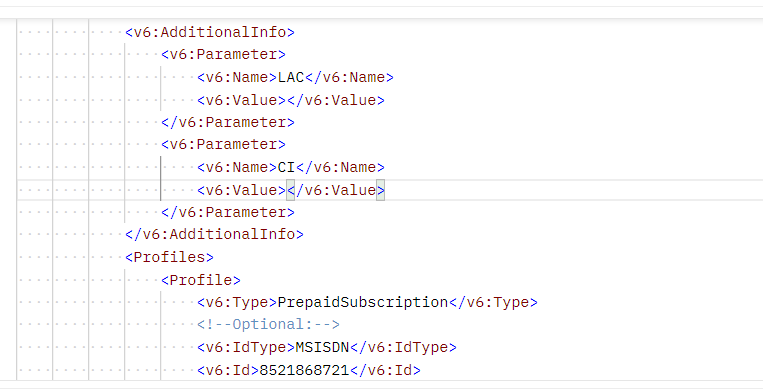 <v6:AdditionalInfo>
<v6:Parameter>
<v6:Name>LAC</v6:Name>
<v6:Value></v6:Value>
</v6:Parameter>
<v6:Parameter>
<v6:Name>CI</v6:Name>
<v6:Value></v6:Value>
</v6:Parameter>
</v6:AdditionalInfo>
<Profiles>
<Profile>
<v6:Type>PrepaidSubscription</v6:Type>
<!--Optional:-->
<v6:IdType>MSISDN</v6:IdType>
<v6:Id>8521868721</v6:Id>